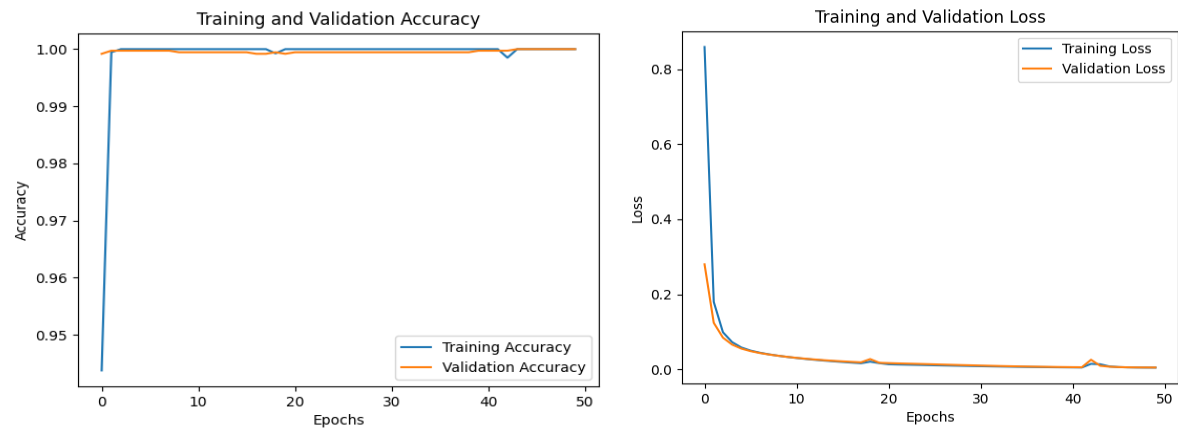 Training and Validation Accuracy
Accuracy
1.00
0.99
0.98
0.97
0.96
0.95
Training Accuracy
Validation Accuracy
0 10 20 30 40 50
Epochs
Training and Validation Loss
Loss
0.8
0.6
0.4
0.2
0.0
Training Loss
Validation Loss
0 10 20 30 40 50
Epochs